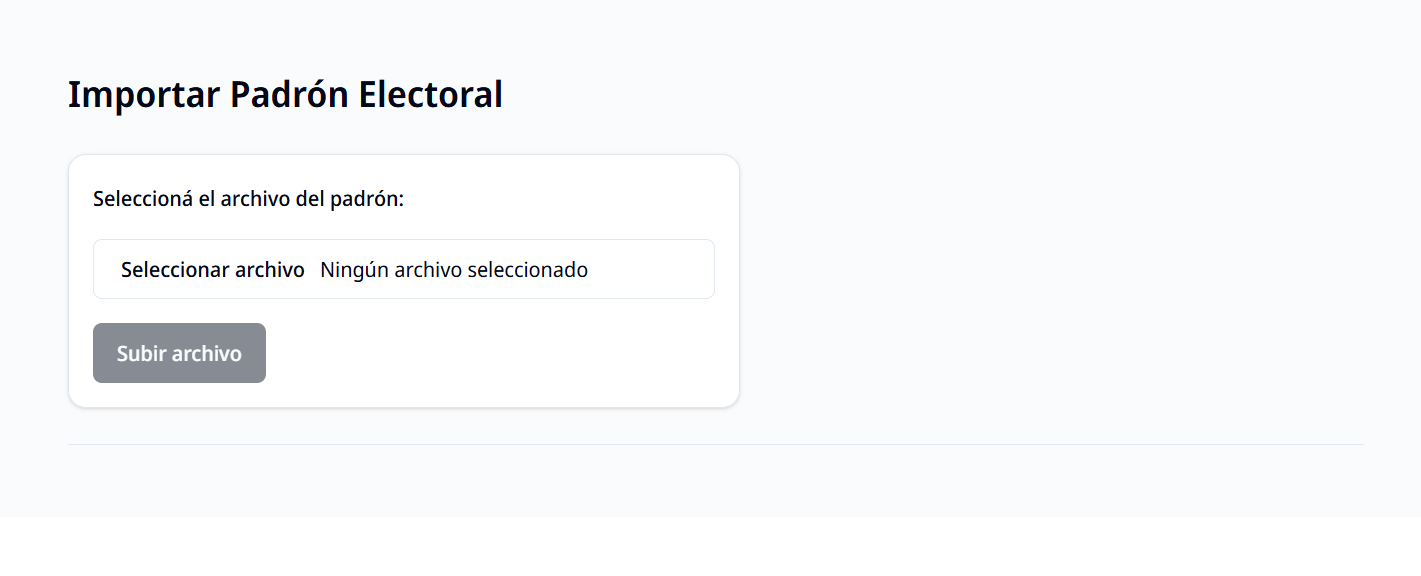 Importar Padrón Electoral
Seleccioná el archivo del padrón:
Seleccionar archivo Ningún archivo seleccionado
Subir archivo